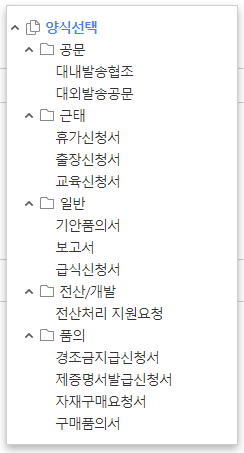 양식선택
공문
대내발송협조
대외발송공문
근태
휴가신청서
출장신청서
교육신청서
일반
기안품의서
보고서
급식신청서
전산/개발
전산처리 지원요청
품의
경조금지급신청서
제증명서발급신청서
자재구매요청서
구매품의서